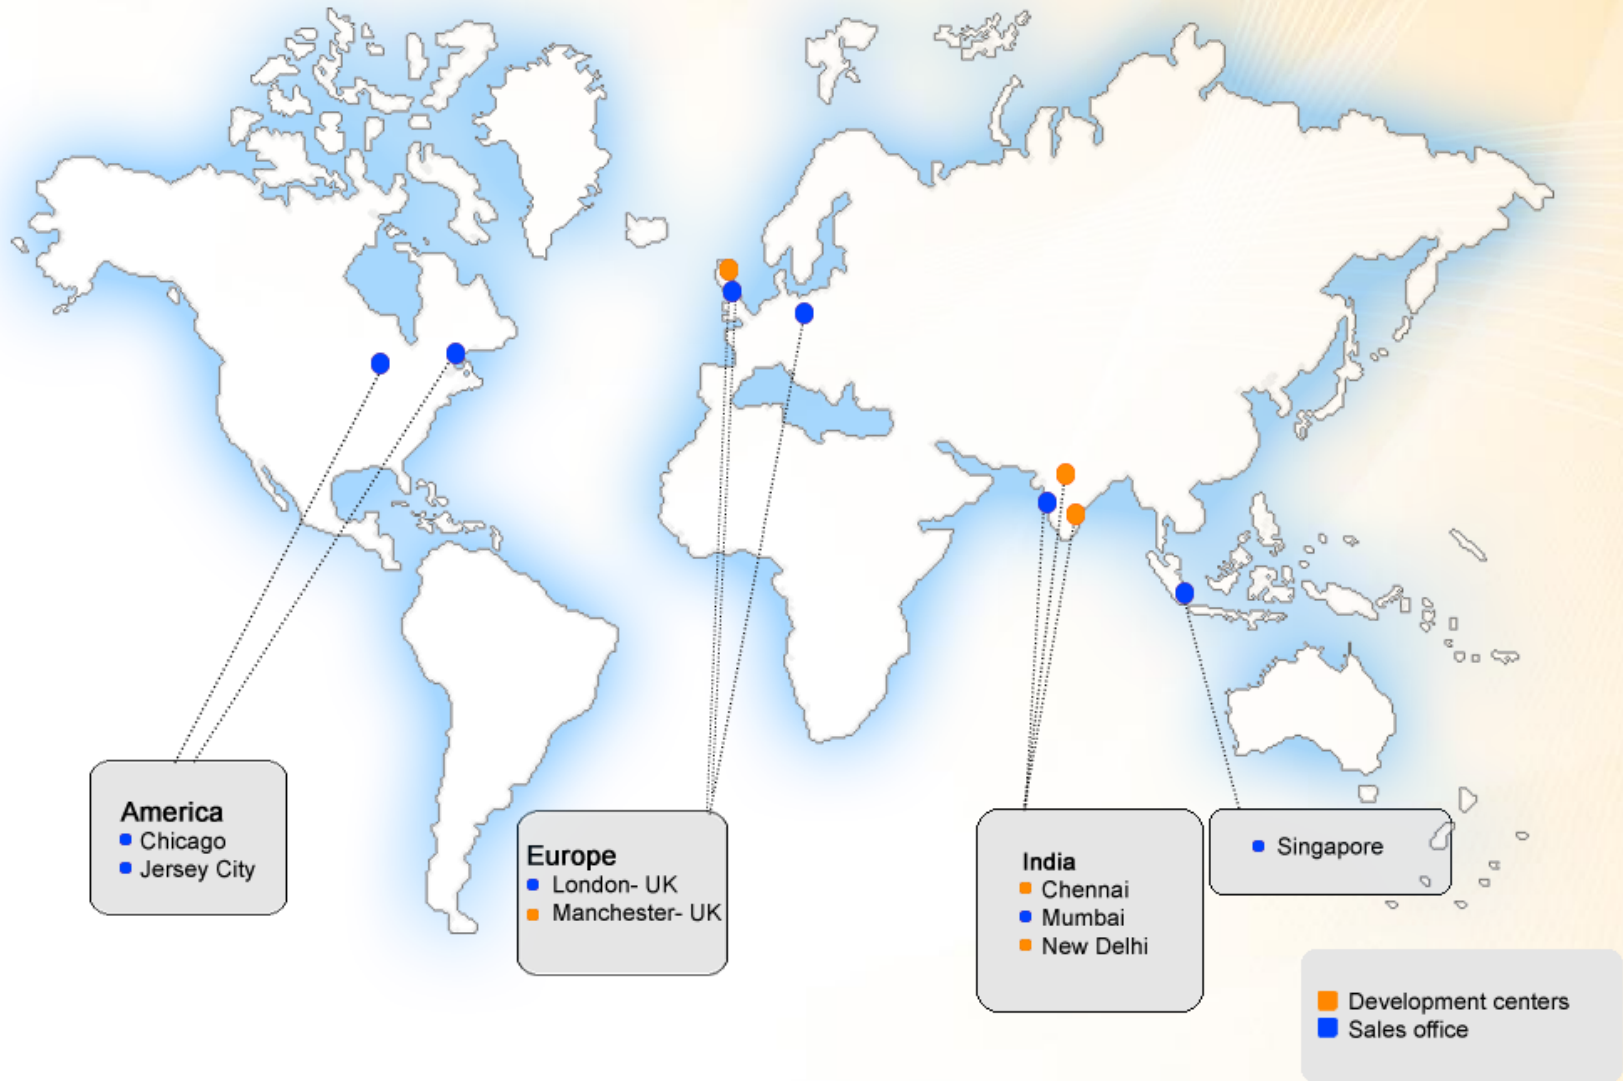 America
Chicago
Jersey City
Europe
London- UK
Manchester- UK
India
Chennai
Mumbai
New Delhi
Singapore
Development centers
Sales office